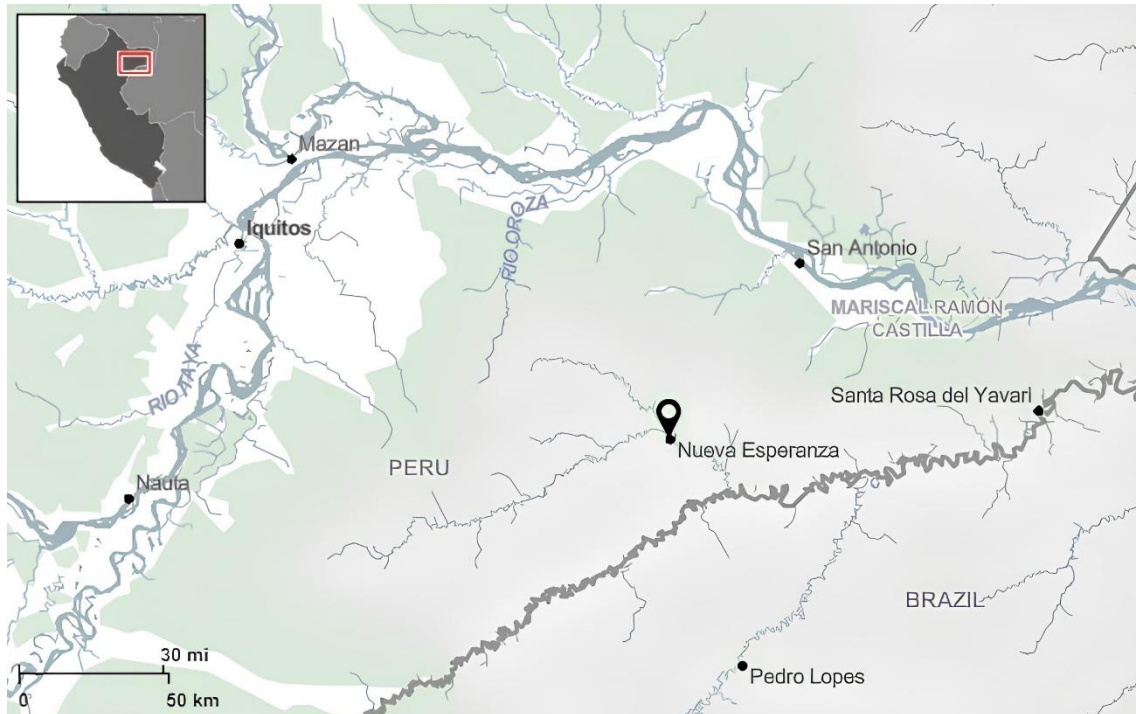 Mazan
RIO OROZA
Iquitos
San Antonio
MARISCAL RAMÓN
CASTILLA
RIO ITAYA
Santa Rosa del Yavari
Nueva Esperanza
PERU
Nauta
BRAZIL
30 mi
Pedro Lopes
0
50 km